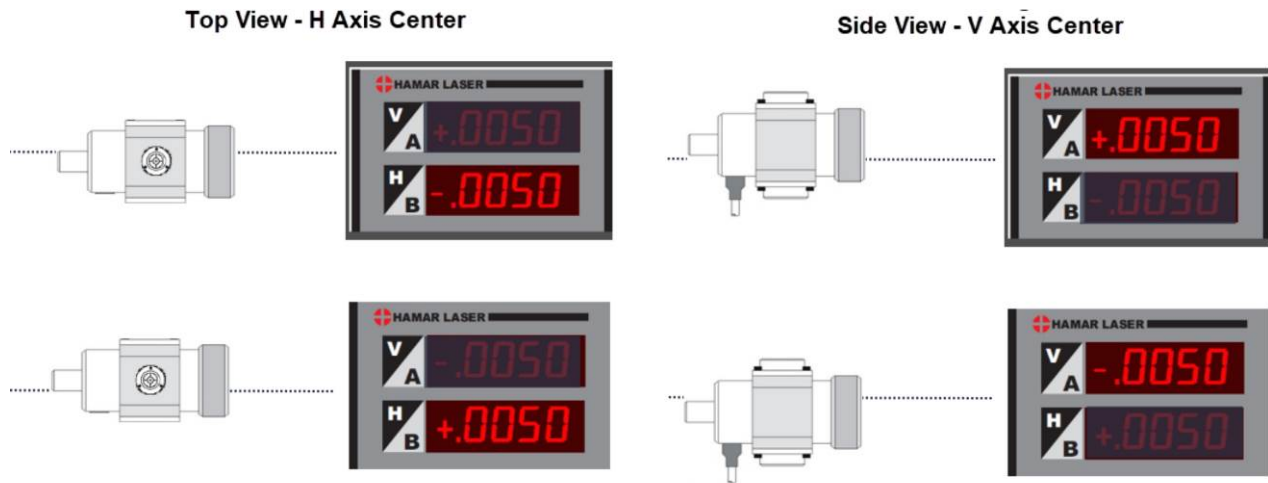 Top View - H Axis Center
HAMAR LASER
V
A
+.0050
H
B
-.0050
HAMAR LASER
V
A
-.0050
H
B
+.0050
Side View - V Axis Center
HAMAR LASER
V
A
+.0050
H
B
-.0050
HAMAR LASER
V
A
-.0050
H
B
+.0050